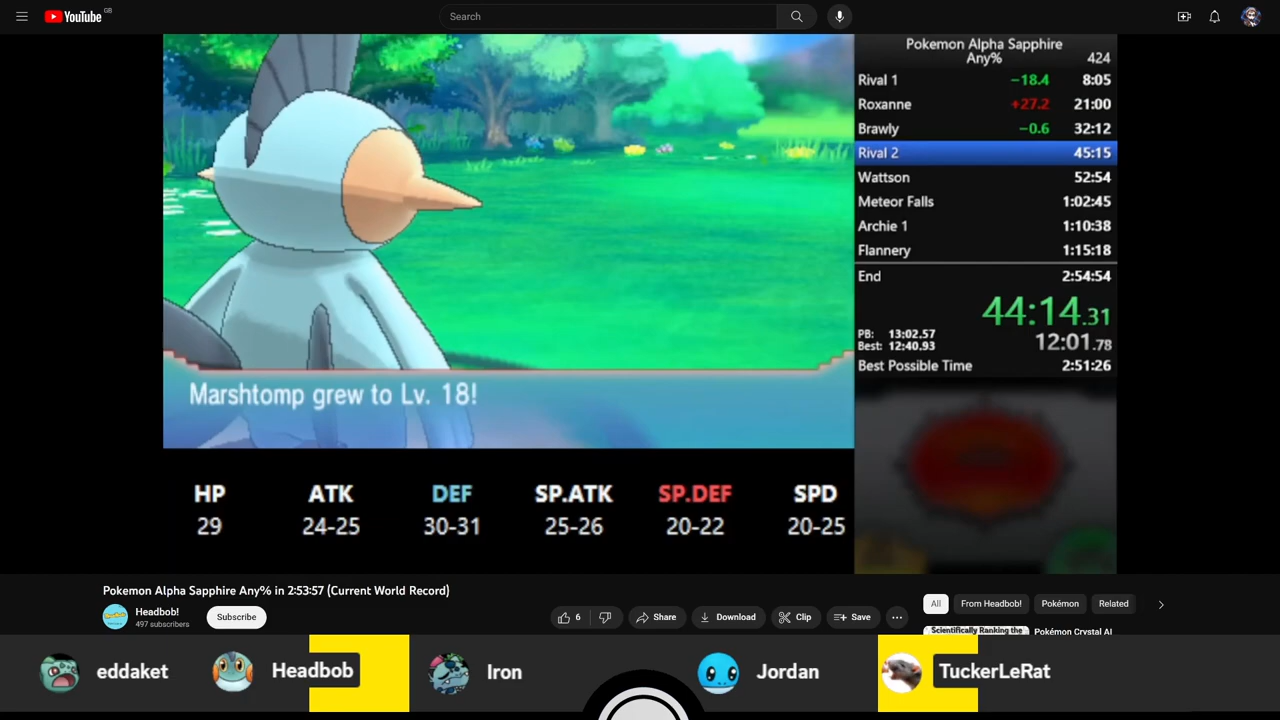 YouTube GB
Search
Pokemon Alpha Sapphire
Any% 424
Rival 1 −18.4 8:05
Roxanne +27.2 21:00
Brawly −0.6 32:12
Rival 2 45:15
Wattson 52:54
Meteor Falls 1:02:45
Archie 1 1:10:38
Flannery 1:15:18
End 2:54:54
44:14.31
PB: 13:02.57
Best: 12:40.93
12:01.78
Best Possible Time 2:51:26
Marshtomp grew to Lv. 18!
HP ATK DEF SP.ATK SP.DEF SPD
29 24-25 30-31 25-26 20-22 20-25
Pokemon Alpha Sapphire Any% in 2:53:57 (Current World Record)
Headbob!
497 subscribers
Subscribe
6
Share
Download
Clip
Save
All From Headbob! Pokémon Related
Scientifically Ranking the
Pokémon Crystal AI
eddaket Headbob Iron Jordan TuckerLeRat